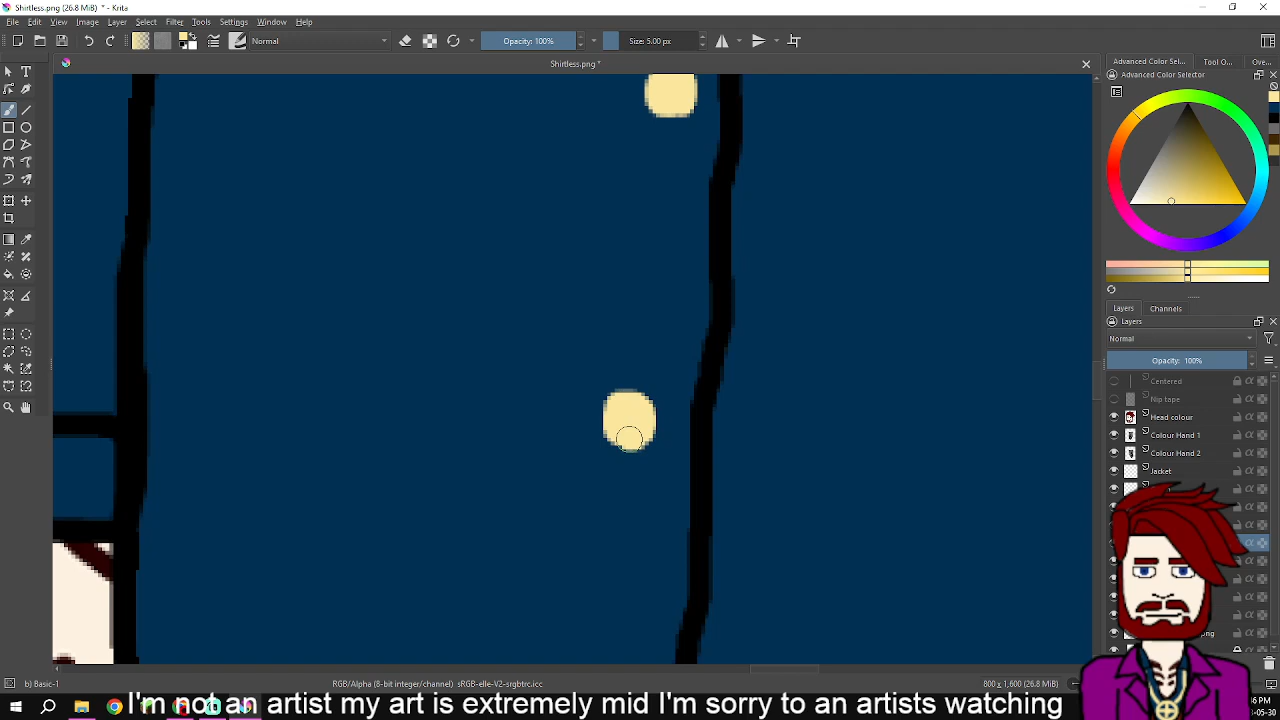 Shirtless.png (26.8 MiB) * - Krita
File Edit View Image Layer Select Filter Tools Settings Window Help
Normal
Opacity: 100%
Size: 5.00 px
Shirtless.png *
Advanced Color Sel...
Tool O...
Ove...
Advanced Color Selector
Layers
Channels
Layers
Normal
Opacity: 100%
Centered
Nip tape
Head colour
Colour Hand 1
Colour Hand 2
Jacket
b) Basic-1
RGB/Alpha (8-bit integer/channel) sRGB-elle-V2-srgbtrc.icc
800 x 1,600 (26.8 MiB)
I'm not an artist my art is extremely mid I'm sorry to an artists watching